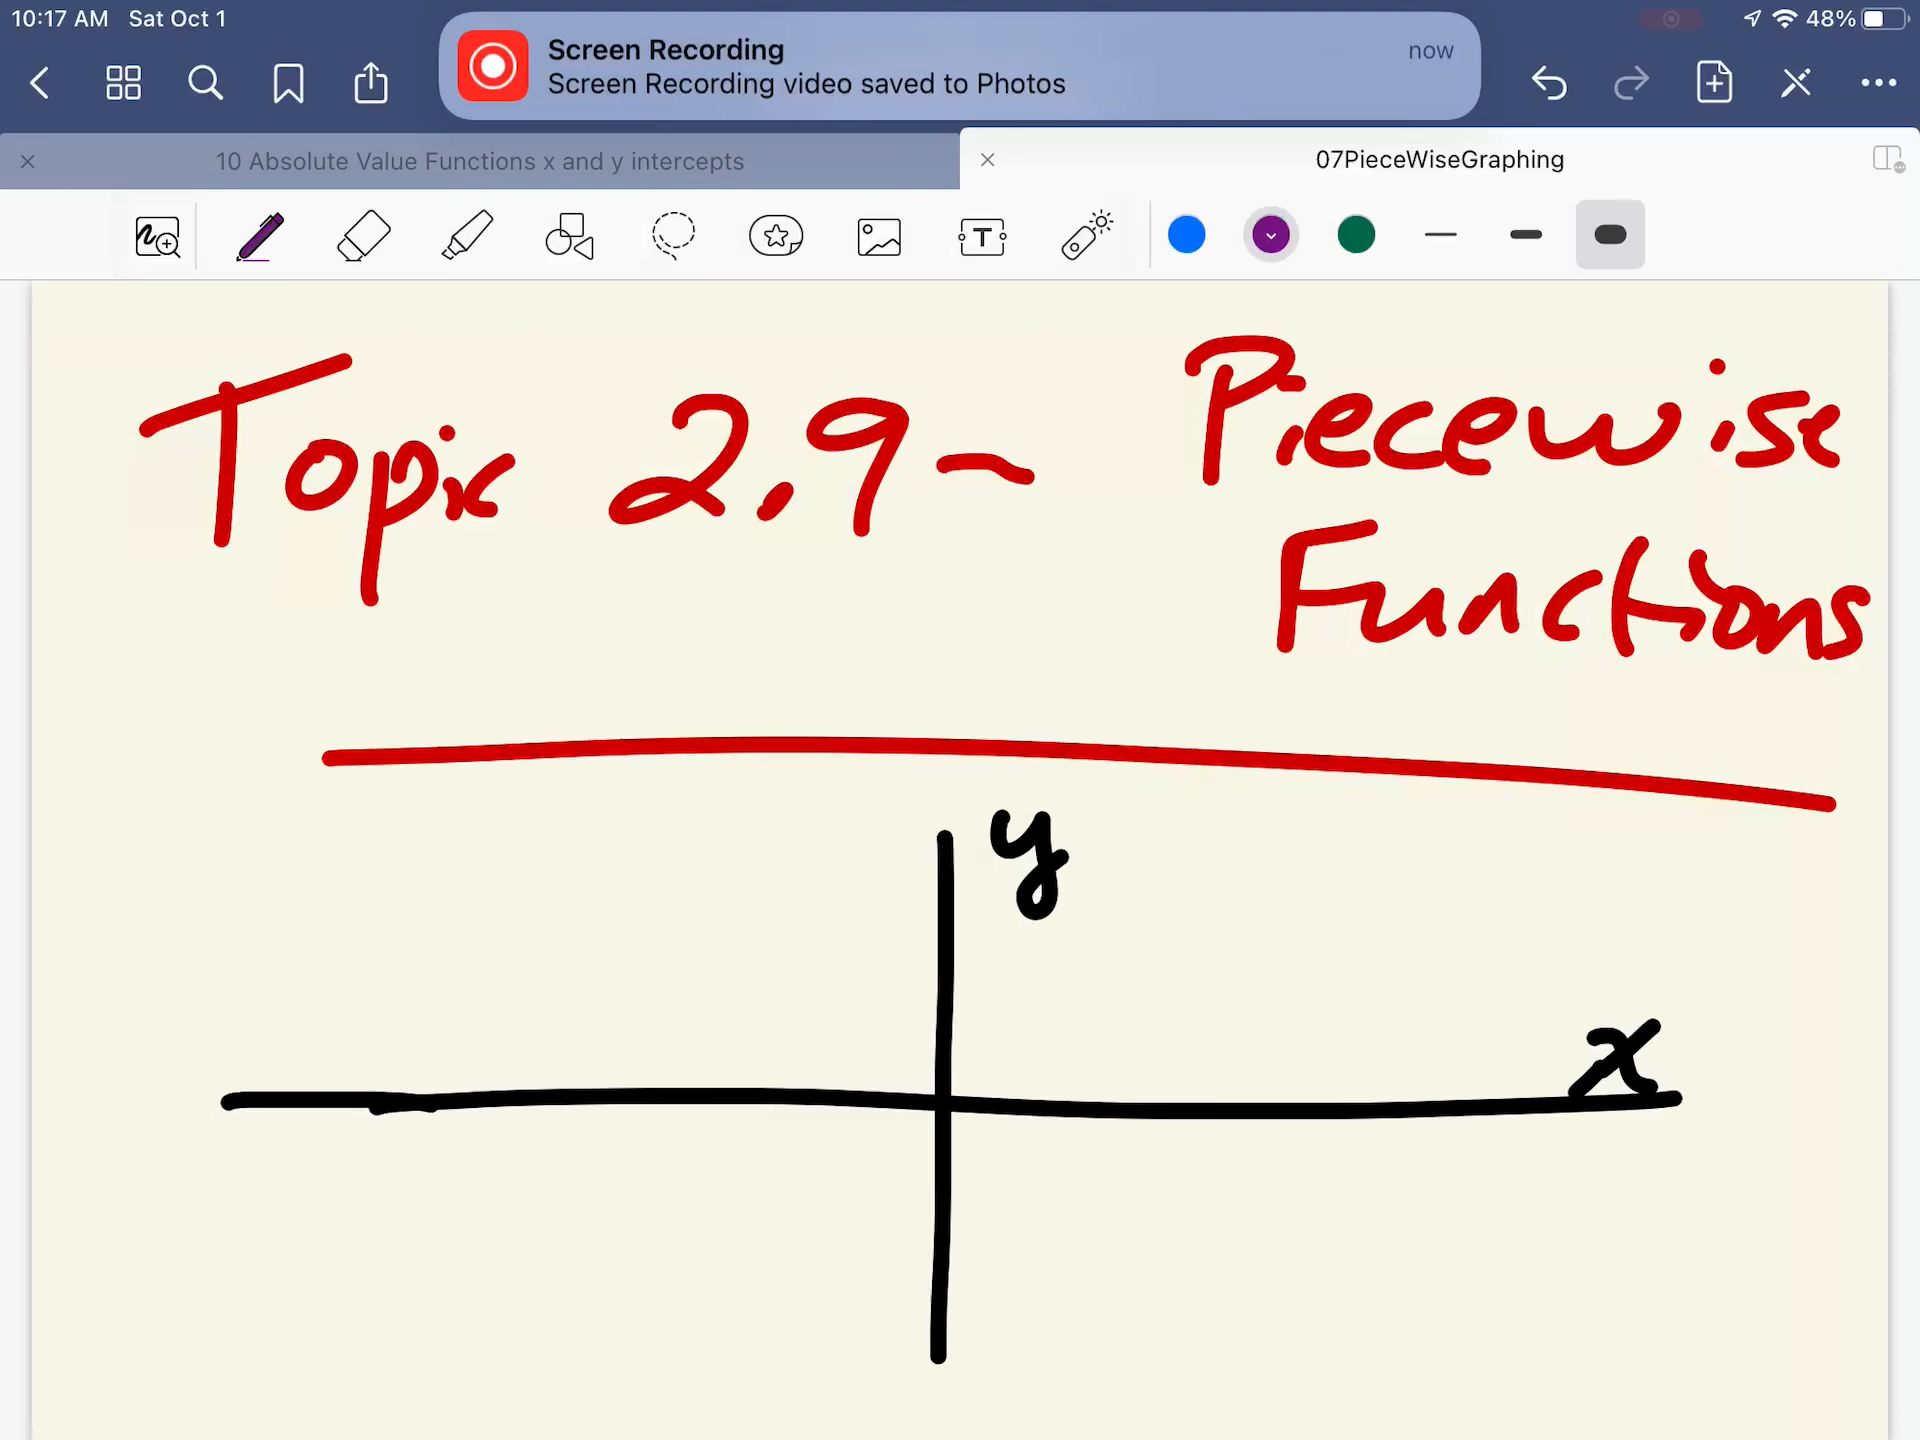 10:17 AM Sat Oct 1
48%
Screen Recording
now
Screen Recording video saved to Photos
10 Absolute Value Functions x and y intercepts
07PieceWiseGraphing
T
Topic 2.9~ Piecewise
Functions
y
x